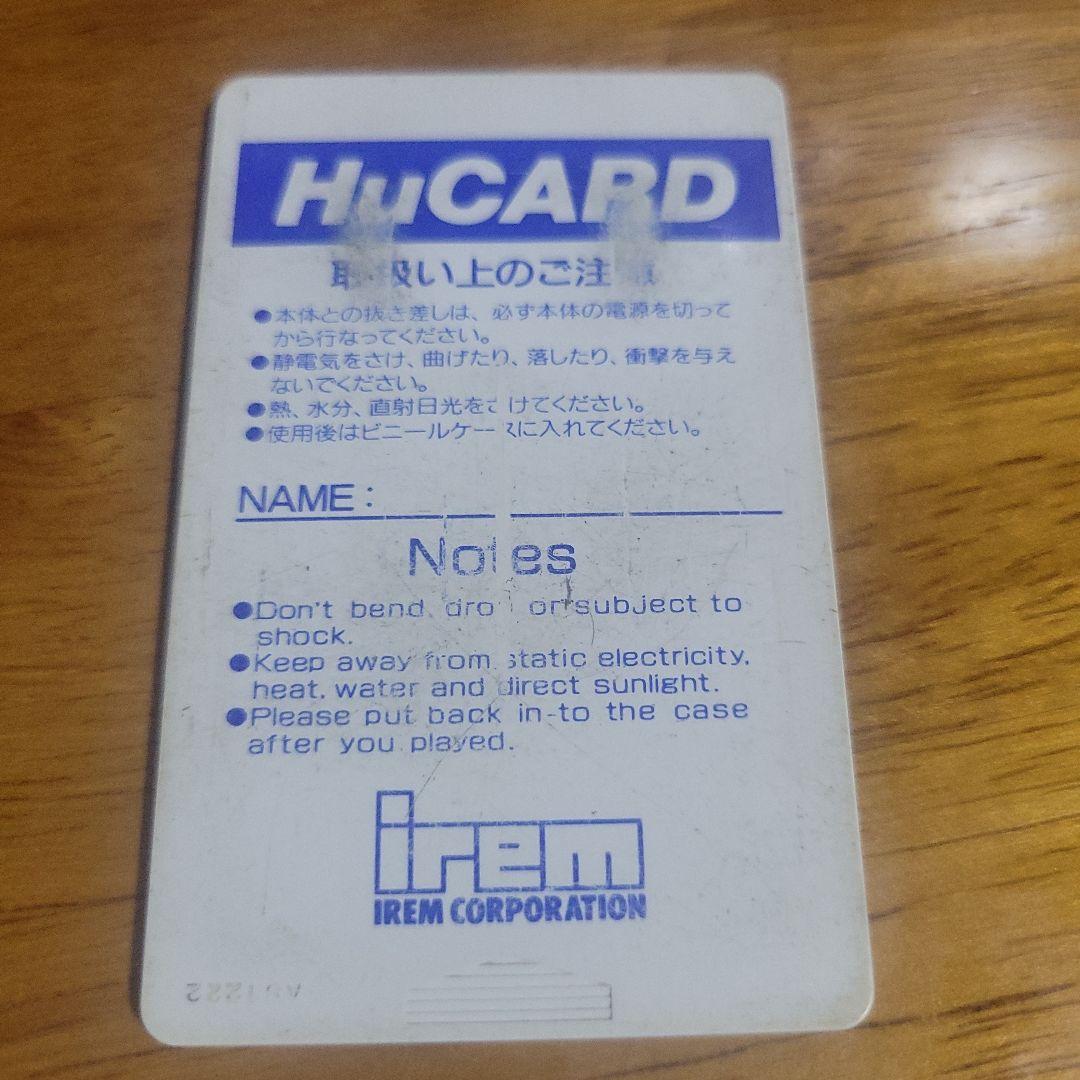 HuCARD
取扱い上のご注意
●本体との抜き差しは、必ず本体の電源を切って
から行なってください。
●静電気をさけ、曲げたり、落したり、衝撃を与え
ないでください。
●熱、水分、直射日光をさけてください。
●使用後はビニールケースに入れてください。
NAME:
Notes
●Don't bend, drop or subject to
shock.
●Keep away from static electricity,
heat, water and direct sunlight.
●Please put back in-to the case
after you played.
irem
IREM CORPORATION